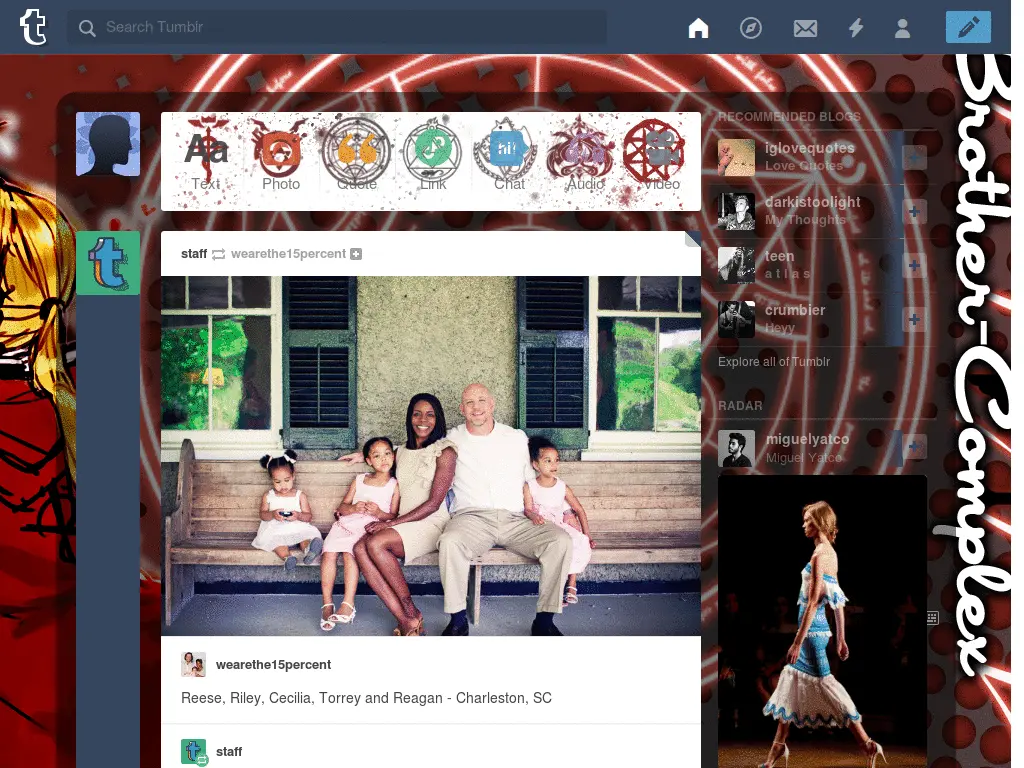 Search Tumblr
Aa
hi!
Text
Photo
Quote
Link
Chat
Audio
Video
staff wearethe15percent
wearethe15percent
Reese, Riley, Cecilia, Torrey and Reagan - Charleston, SC
staff
RECOMMENDED BLOGS
iglovequotes
Love Quotes
darkistoolight
My Thoughts
teen
a t l a s
crumbier
Heyy
Explore all of Tumblr
RADAR
miguelyatco
Miguel Yatco
Brother-Complex